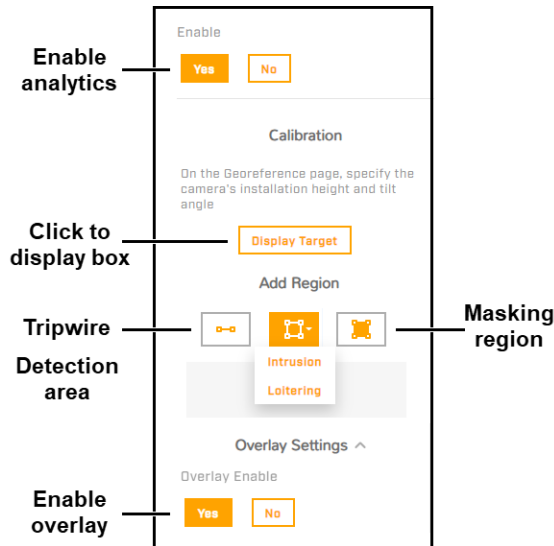 Enable
Enable
analytics
Yes
No
Calibration
On the Georeference page, specify the
camera's installation height and tilt
angle
Click to
display box
Display Target
Add Region
Tripwire
Masking
region
Detection
area
Intrusion
Loitering
Overlay Settings
Overlay Enable
Enable
overlay
Yes
No